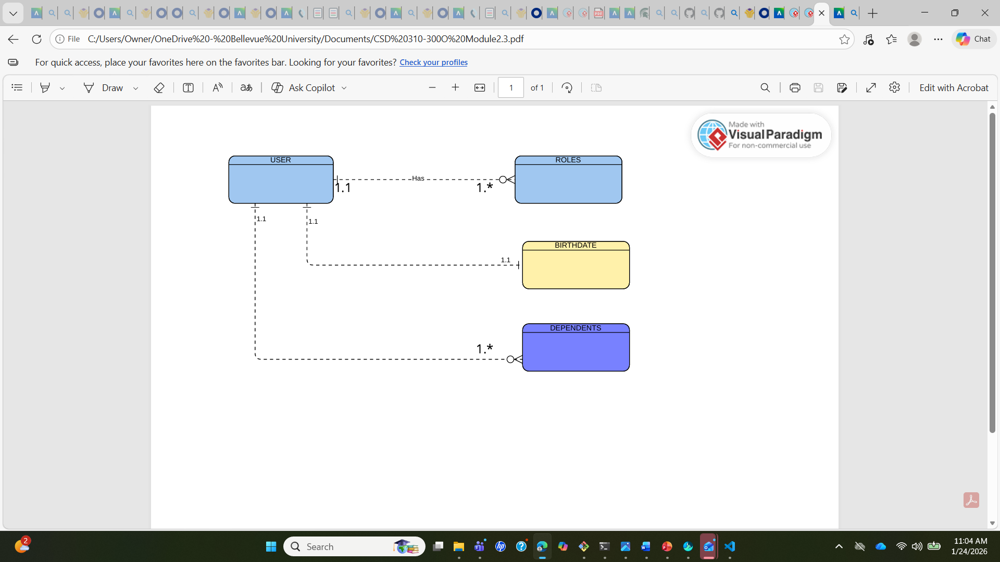 File C:/Users/Owner/OneDrive%20-%20Bellevue%20University/Documents/CSD%20310-300O%20Module2.3.pdf
Chat
For quick access, place your favorites here on the favorites bar. Looking for your favorites? Check your profiles
Draw
aあ
Ask Copilot
1 of 1
Edit with Acrobat
Made with
Visual Paradigm
For non-commercial use
USER
ROLES
Has
1.1
1.*
1.1
1.1
BIRTHDATE
1.1
DEPENDENTS
1.*
2
Search
11:04 AM
1/24/2026